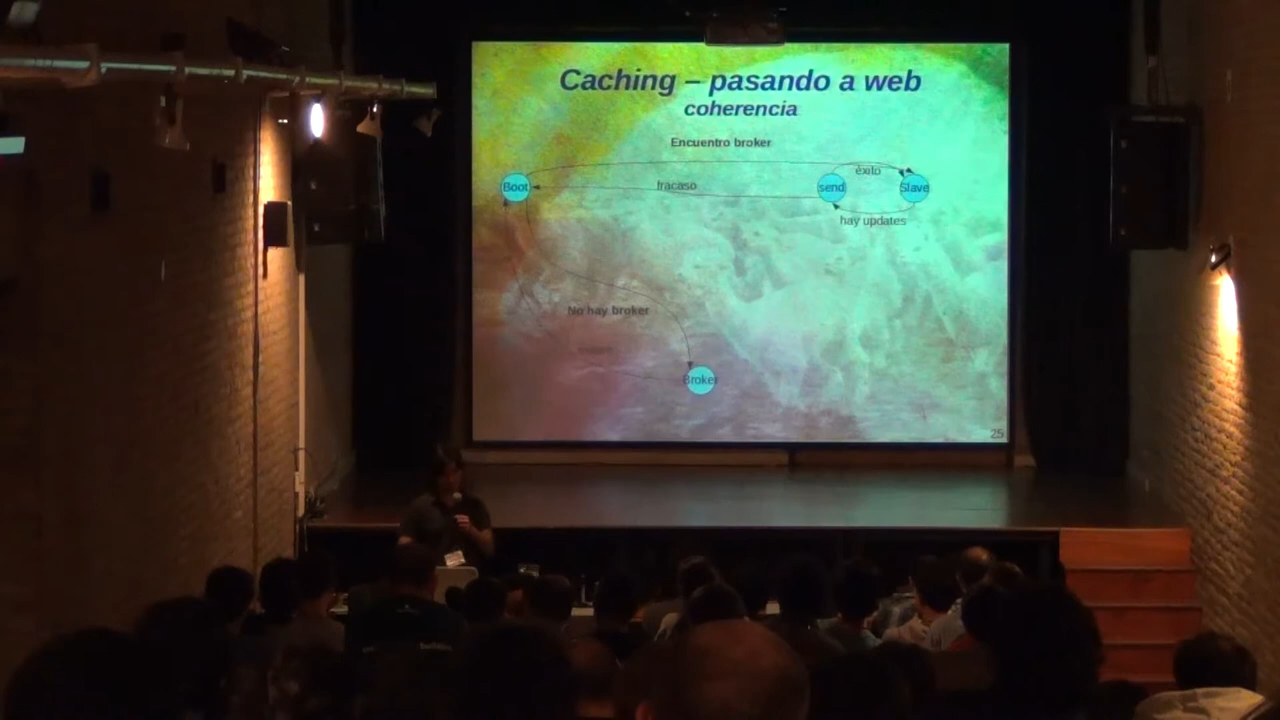 Caching – pasando a web
coherencia
Encuentro broker
éxito
Boot
fracaso
send
Slave
hay updates
No hay broker
Broker
25